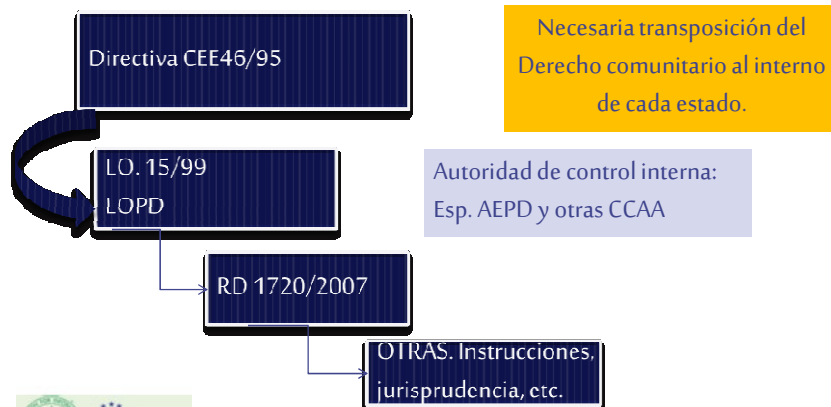 Directiva CEE46/95
Necesaria transposición del
Derecho comunitario al interno
de cada estado.
LO. 15/99
LOPD
Autoridad de control interna:
Esp. AEPD y otras CCAA
RD 1720/2007
OTRAS. Instrucciones,
jurisprudencia, etc.